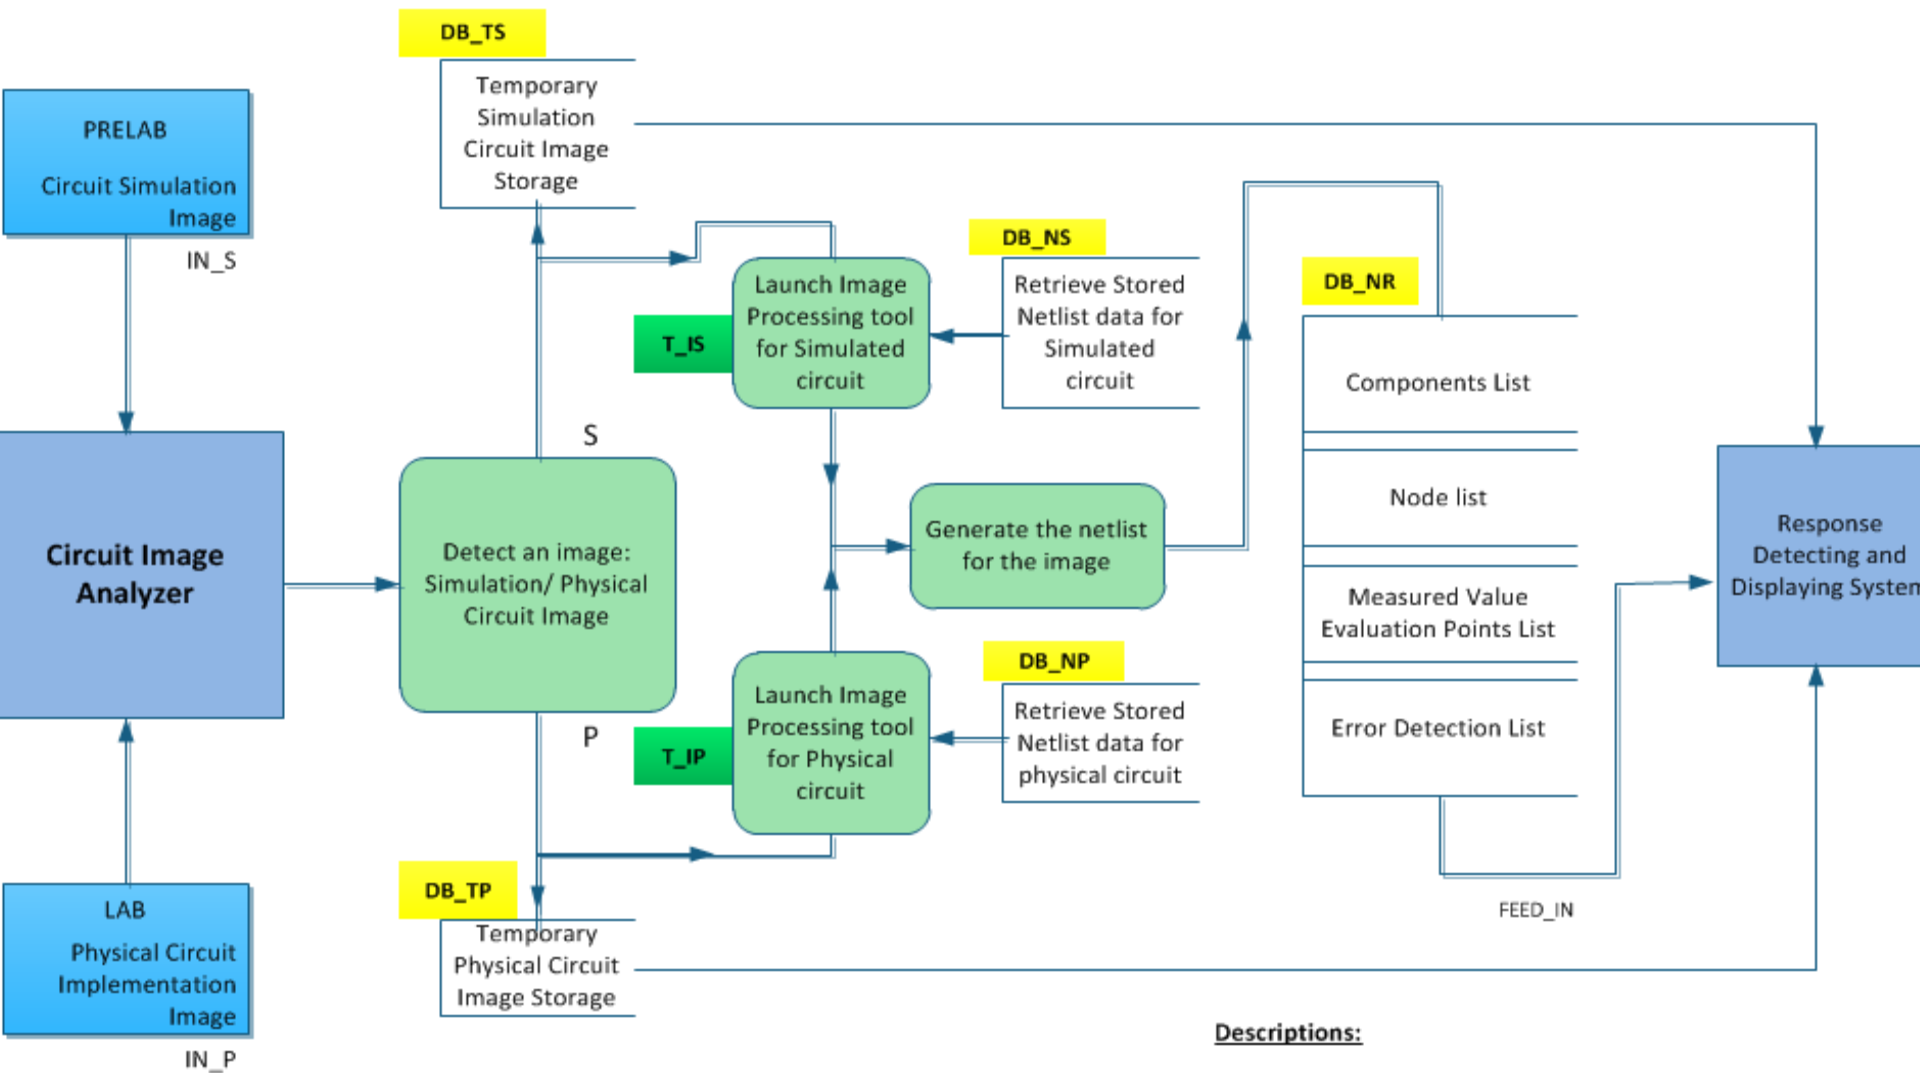 DB_TS
Temporary
Simulation
Circuit Image
Storage
PRELAB
Circuit Simulation
Image
IN_S
DB_NS
Retrieve Stored
Netlist data for
Simulated
circuit
Launch Image
Processing tool
for Simulated
circuit
T_IS
DB_NR
Components List
Node list
Measured Value
Evaluation Points List
Error Detection List
S
Circuit Image
Analyzer
Detect an image:
Simulation/ Physical
Circuit Image
Generate the netlist
for the image
Response
Detecting and
Displaying System
P
DB_NP
Retrieve Stored
Netlist data for
physical circuit
Launch Image
Processing tool
for Physical
circuit
T_IP
DB_TP
Temporary
Physical Circuit
Image Storage
LAB
Physical Circuit
Implementation
Image
IN_P
FEED_IN
Descriptions: